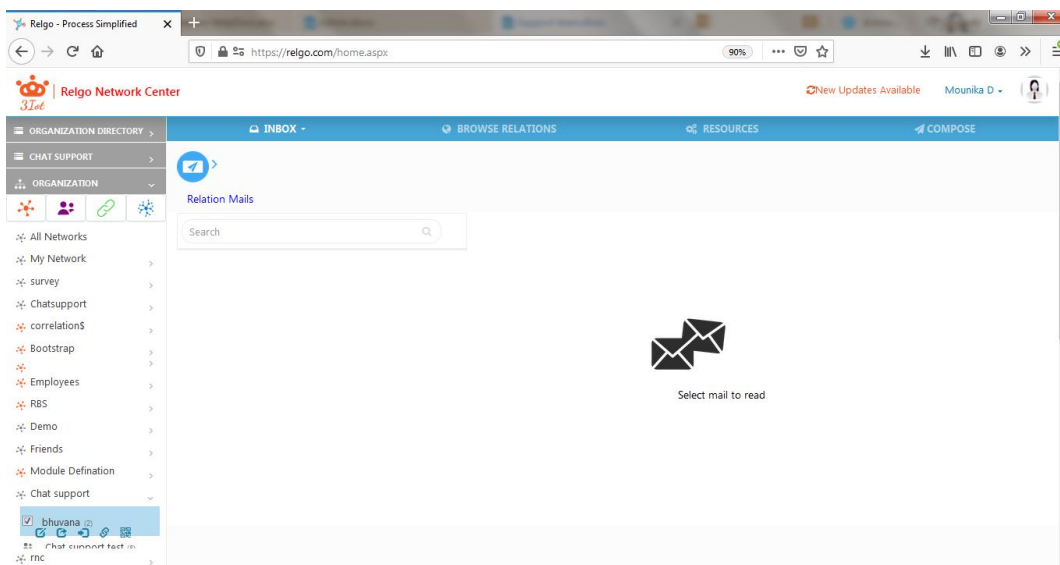 Relgo - Process Simplified
https://relgo.com/home.aspx
90%
3Iot
Relgo Network Center
New Updates Available
Mounika D
ORGANIZATION DIRECTORY
INBOX
BROWSE RELATIONS
RESOURCES
COMPOSE
CHAT SUPPORT
ORGANIZATION
Relation Mails
Search
All Networks
My Network
survey
Chatsupport
correlation$
Bootstrap
Employees
RBS
Demo
Friends
Module Defination
Chat support
bhuvana (2)
Chat support test
rnc
Select mail to read